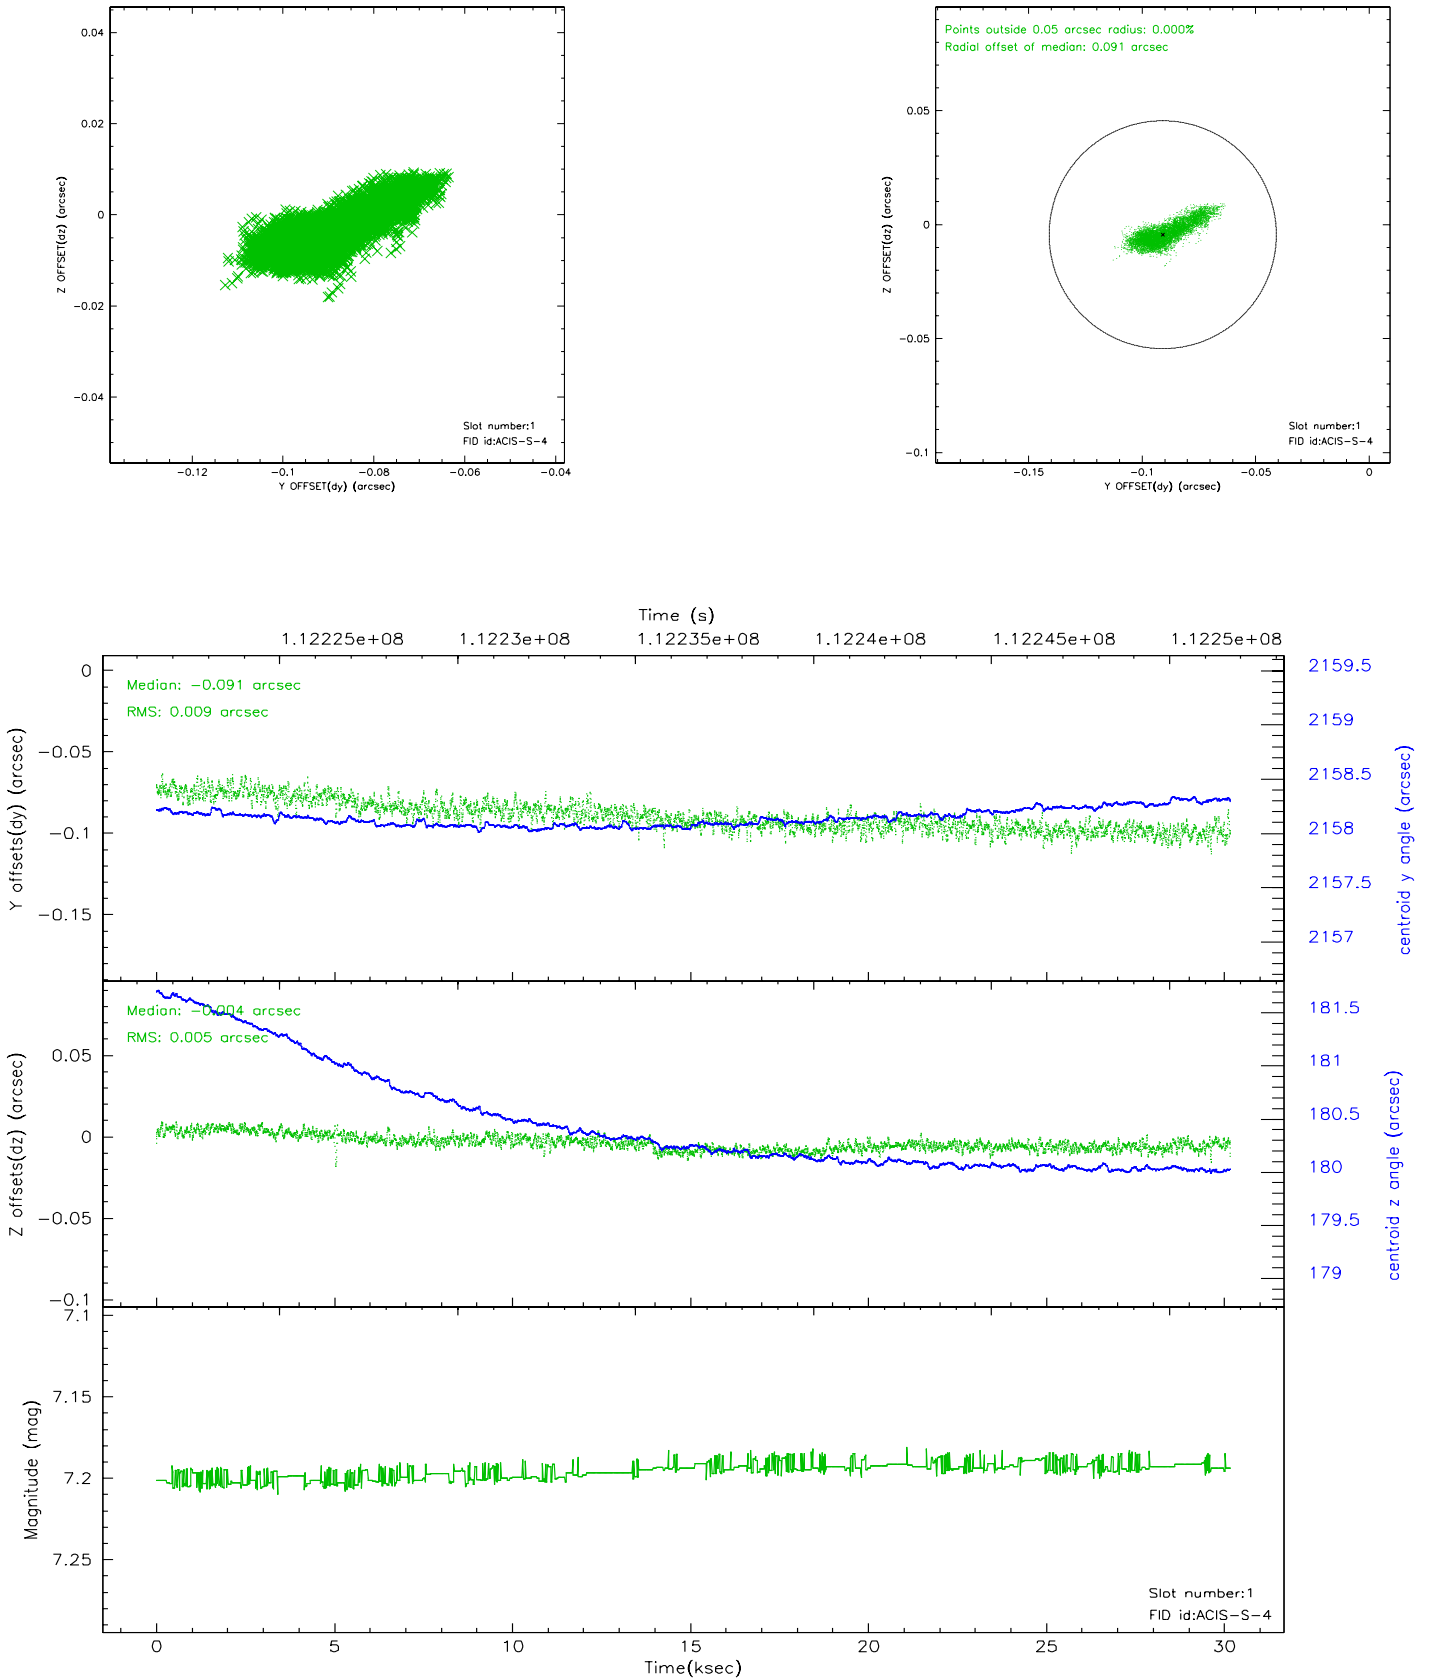 0.04
0.02
0
−0.02
−0.04
Z OFFSET(dz) (arcsec)
Slot number:1
FID id:ACIS−S−4
−0.12
−0.1
−0.08
−0.06
−0.04
Y OFFSET(dy) (arcsec)
Points outside 0.05 arcsec radius: 0.000%
Radial offset of median: 0.091 arcsec
0.05
0
−0.05
−0.1
Z OFFSET(dz) (arcsec)
Slot number:1
FID id:ACIS−S−4
−0.15
−0.1
−0.05
0
Y OFFSET(dy) (arcsec)
Time (s)
1.12225e+08
1.1223e+08
1.12235e+08
1.1224e+08
1.12245e+08
1.1225e+08
0
−0.05
−0.1
−0.15
Y offsets(dy) (arcsec)
Median: −0.091 arcsec
RMS: 0.009 arcsec
2159.5
2159
2158.5
2158
2157.5
2157
centroid y angle (arcsec)
0.05
0
−0.05
−0.1
Z offsets(dz) (arcsec)
Median: −0.004 arcsec
RMS: 0.005 arcsec
181.5
181
180.5
180
179.5
179
centroid z angle (arcsec)
7.1
7.15
7.2
7.25
Magnitude (mag)
Slot number:1
FID id:ACIS−S−4
0
5
10
15
20
25
30
Time(ksec)